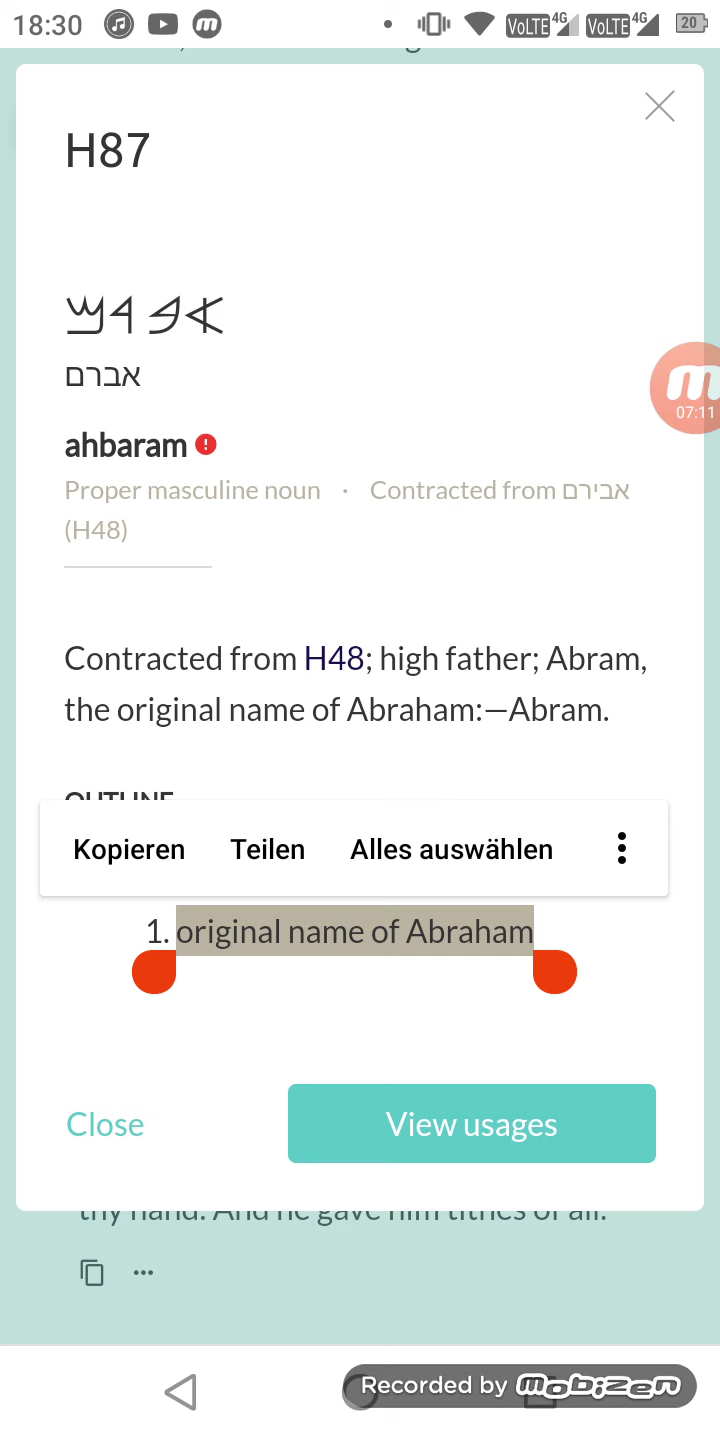 18:30 VoLTE 4G VoLTE 4G 20
H87
𐤀𐤁𐤓𐤌
אברם
ahbaram
07:11
Proper masculine noun · Contracted from אבירם
(H48)
Contracted from H48; high father; Abram,
the original name of Abraham:—Abram.
OUTLINE
Kopieren Teilen Alles auswählen
1. original name of Abraham
Close View usages
thy hand. And he gave him tithes of all.
Recorded by mobizen